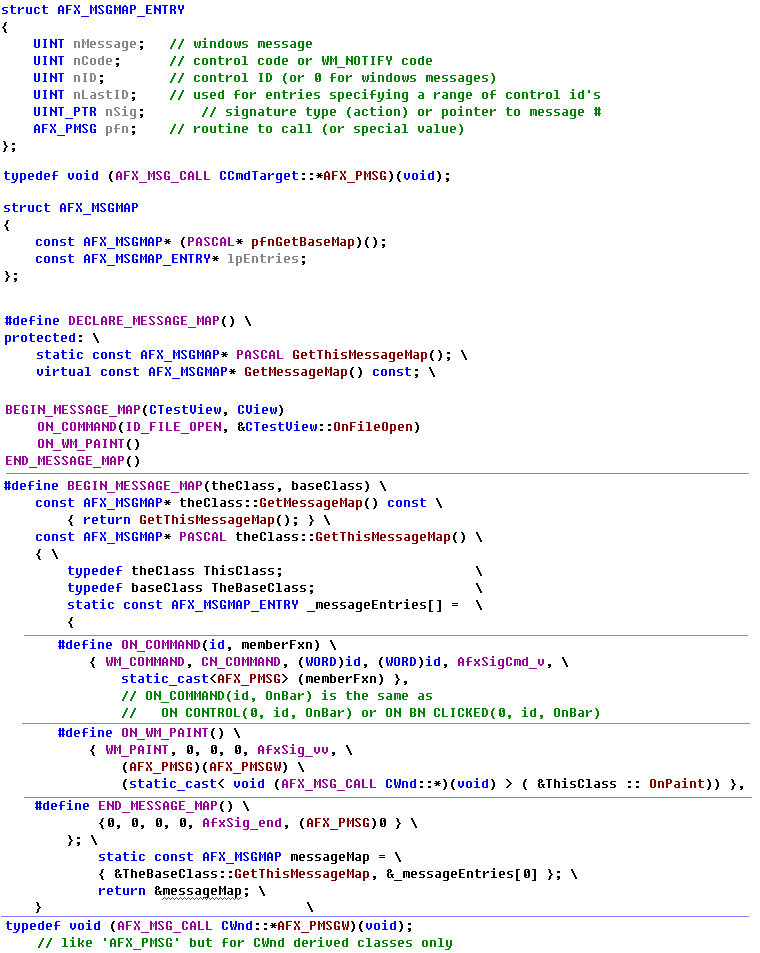 struct AFX_MSGMAP_ENTRY
{
    UINT nMessage;   // windows message
    UINT nCode;      // control code or WM_NOTIFY code
    UINT nID;        // control ID (or 0 for windows messages)
    UINT nLastID;    // used for entries specifying a range of control id's
    UINT_PTR nSig;       // signature type (action) or pointer to message #
    AFX_PMSG pfn;    // routine to call (or special value)
};
typedef void (AFX_MSG_CALL CCmdTarget::*AFX_PMSG)(void);
struct AFX_MSGMAP
{
    const AFX_MSGMAP* (PASCAL* pfnGetBaseMap)();
    const AFX_MSGMAP_ENTRY* lpEntries;
};
#define DECLARE_MESSAGE_MAP() \
protected: \
    static const AFX_MSGMAP* PASCAL GetThisMessageMap(); \
    virtual const AFX_MSGMAP* GetMessageMap() const; \
BEGIN_MESSAGE_MAP(CTestView, CView)
    ON_COMMAND(ID_FILE_OPEN, &CTestView::OnFileOpen)
    ON_WM_PAINT()
END_MESSAGE_MAP()
#define BEGIN_MESSAGE_MAP(theClass, baseClass) \
    const AFX_MSGMAP* theClass::GetMessageMap() const \
        { return GetThisMessageMap(); } \
    const AFX_MSGMAP* PASCAL theClass::GetThisMessageMap() \
    { \
        typedef theClass ThisClass;                        \
        typedef baseClass TheBaseClass;                    \
        static const AFX_MSGMAP_ENTRY _messageEntries[] =  \
        {
#define ON_COMMAND(id, memberFxn) \
    { WM_COMMAND, CN_COMMAND, (WORD)id, (WORD)id, AfxSigCmd_v, \
        static_cast<AFX_PMSG> (memberFxn) },
        // ON_COMMAND(id, OnBar) is the same as
        //   ON CONTROL(0, id, OnBar) or ON BN CLICKED(0, id, OnBar)
#define ON_WM_PAINT() \
    { WM_PAINT, 0, 0, 0, AfxSig_vv, \
        (AFX_PMSG)(AFX_PMSGW) \
        (static_cast< void (AFX_MSG_CALL CWnd::*)(void) > ( &ThisClass :: OnPaint)) },
#define END_MESSAGE_MAP() \
        {0, 0, 0, 0, AfxSig_end, (AFX_PMSG)0 } \
    }; \
        static const AFX_MSGMAP messageMap = \
        { &TheBaseClass::GetThisMessageMap, &_messageEntries[0] }; \
        return &messageMap; \
}                                 \
typedef void (AFX_MSG_CALL CWnd::*AFX_PMSGW)(void);
    // like 'AFX_PMSG' but for CWnd derived classes only